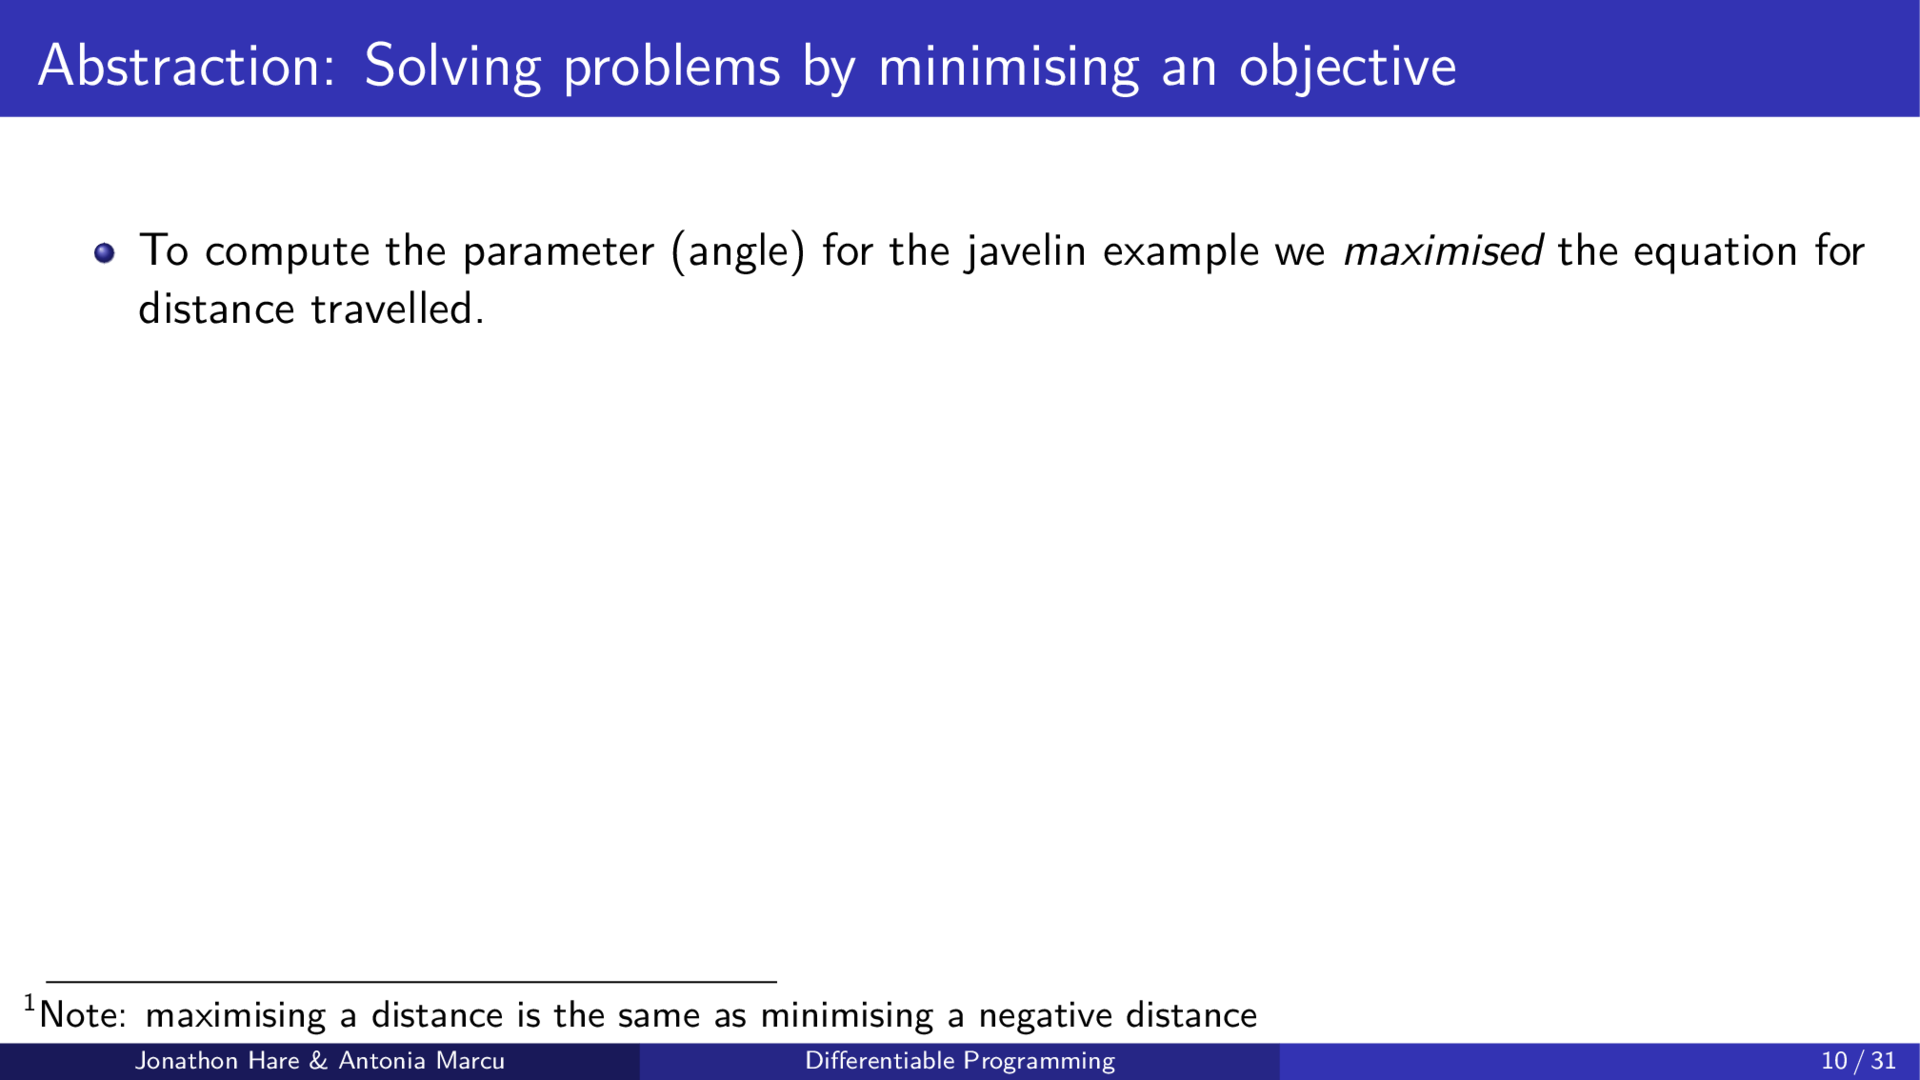 Abstraction: Solving problems by minimising an objective
To compute the parameter (angle) for the javelin example we maximised the equation for
distance travelled.
1Note: maximising a distance is the same as minimising a negative distance
Jonathon Hare & Antonia Marcu
Differentiable Programming
10 / 31